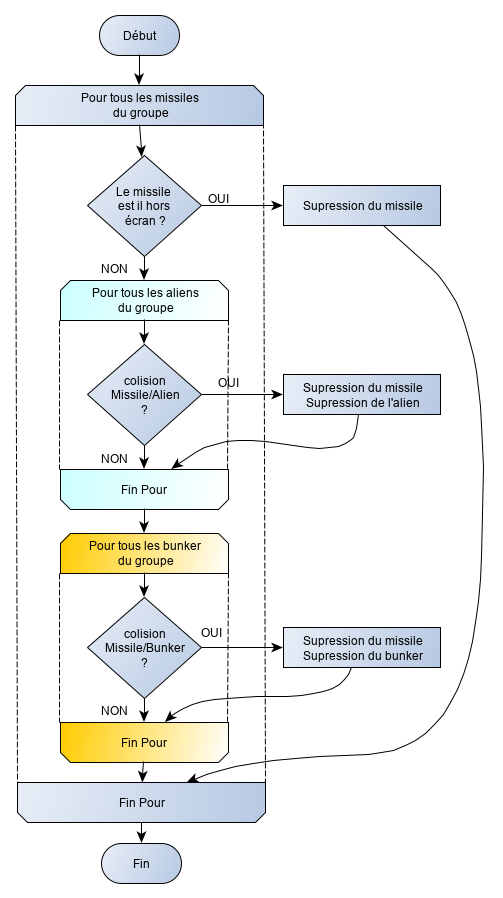 Début
Pour tous les missiles
du groupe
Le missile
est il hors
écran ?
OUI
Supression du missile
NON
Pour tous les aliens
du groupe
colision
Missile/Alien
?
OUI
Supression du missile
Supression de l'alien
NON
Fin Pour
Pour tous les bunker
du groupe
colision
Missile/Bunker
?
OUI
Supression du missile
Supression du bunker
NON
Fin Pour
Fin Pour
Fin